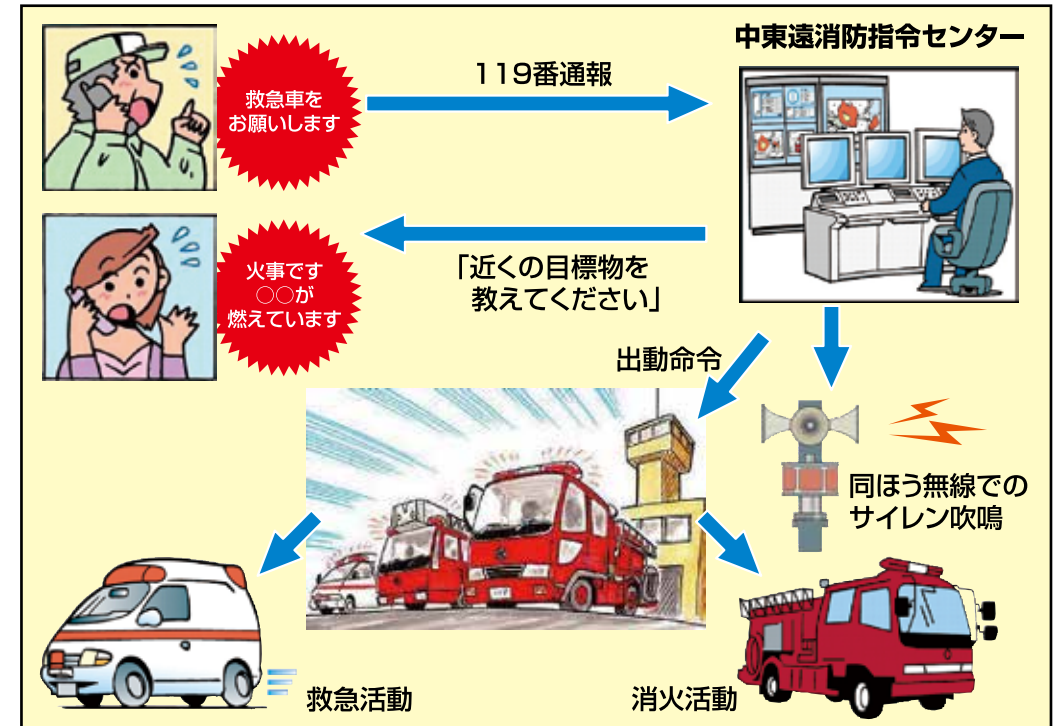 中東遠消防指令センター
119番通報
救急車を
お願いします
火事です
○○が
燃えています
「近くの目標物を
教えてください」
出動命令
同ほう無線での
サイレン吹鳴
救急活動
消火活動